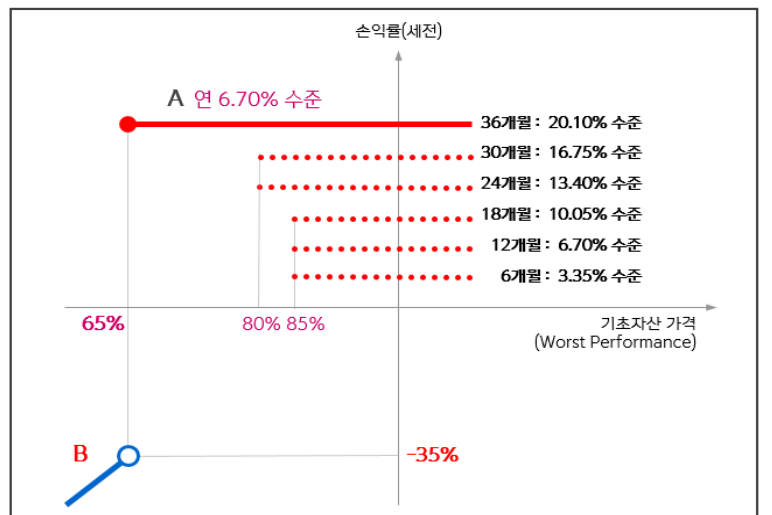 손익률(세전)
A 연 6.70% 수준
36개월 : 20.10% 수준
30개월 : 16.75% 수준
24개월 : 13.40% 수준
18개월 : 10.05% 수준
12개월 : 6.70% 수준
6개월 : 3.35% 수준
65% 80% 85% 기초자산 가격
(Worst Performance)
B -35%